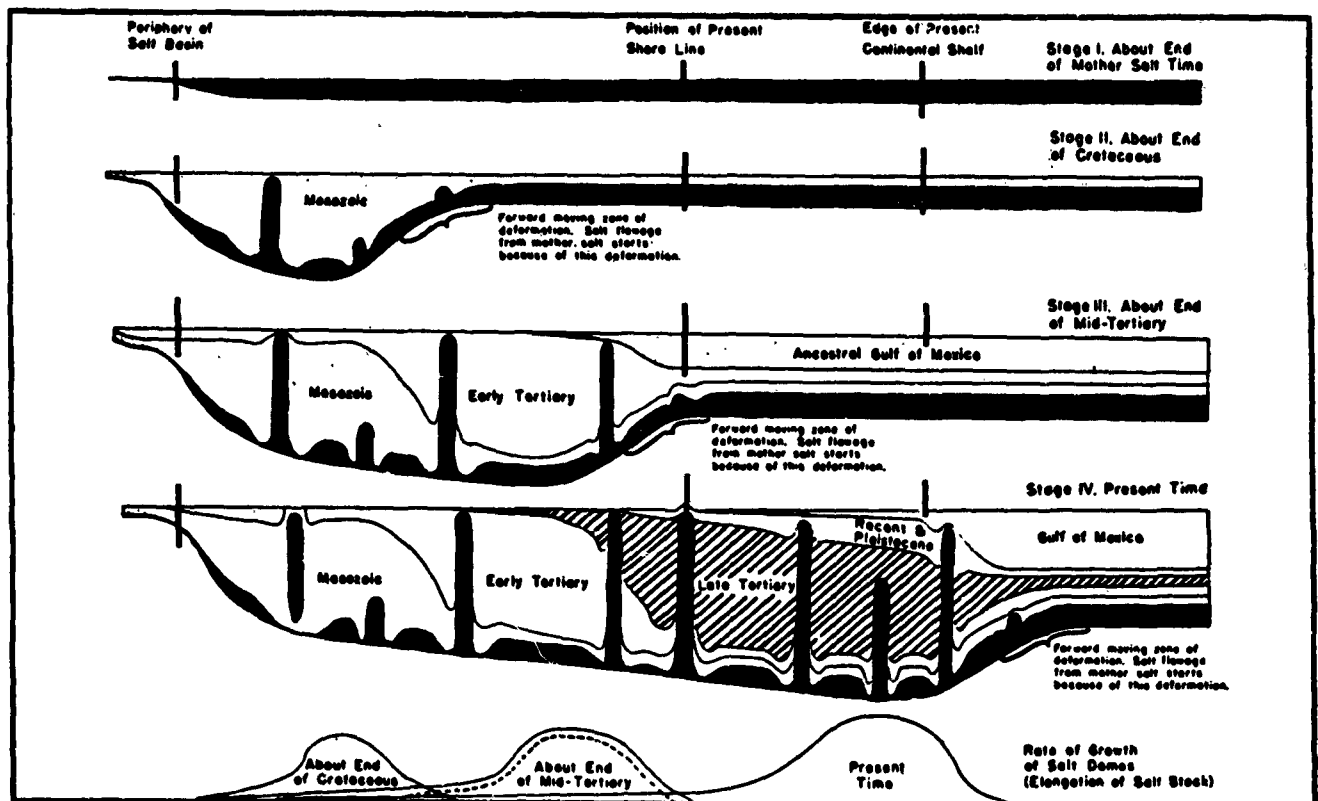 Periphery of
Salt Basin
Position of Present
Shore Line
Edge of Present
Continental Shelf
Stage I. About End
of Mother Salt Time
Stage II. About End
of Cretaceous
Mesozoic
Forward moving zone of
deformation. Salt flowage
from mother salt starts
because of this deformation.
Stage III. About End
of Mid-Tertiary
Ancestral Gulf of Mexico
Mesozoic
Early Tertiary
Forward moving zone of
deformation. Salt flowage
from mother salt starts
because of this deformation.
Stage IV. Present Time
Recent &
Pleistocene
Gulf of Mexico
Mesozoic
Early Tertiary
Late Tertiary
Forward moving zone of
deformation. Salt flowage
from mother salt starts
because of this deformation.
About End
of Cretaceous
About End
of Mid-Tertiary
Present
Time
Rate of Growth
of Salt Domes
(Elongation of Salt Stock)